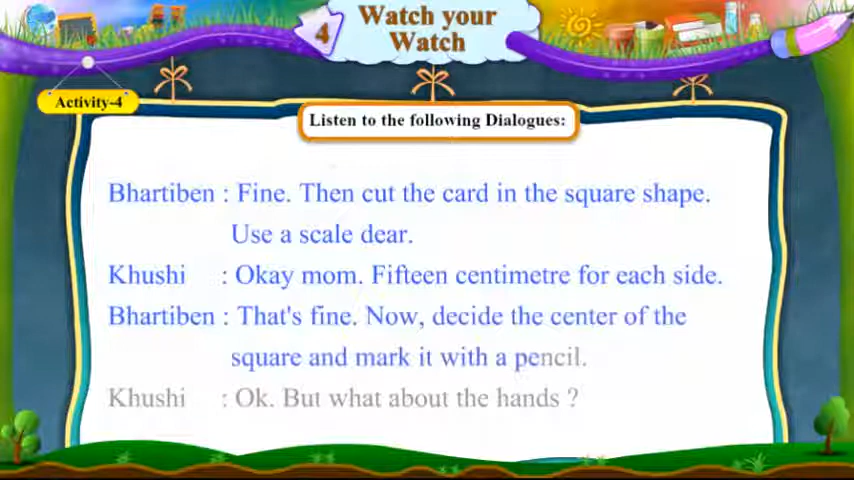 4
Watch your
Watch
Activity-4
Listen to the following Dialogues:
Bhartiben : Fine. Then cut the card in the square shape.
Use a scale dear.
Khushi : Okay mom. Fifteen centimetre for each side.
Bhartiben : That's fine. Now, decide the center of the
square and mark it with a pencil.
Khushi : Ok. But what about the hands ?